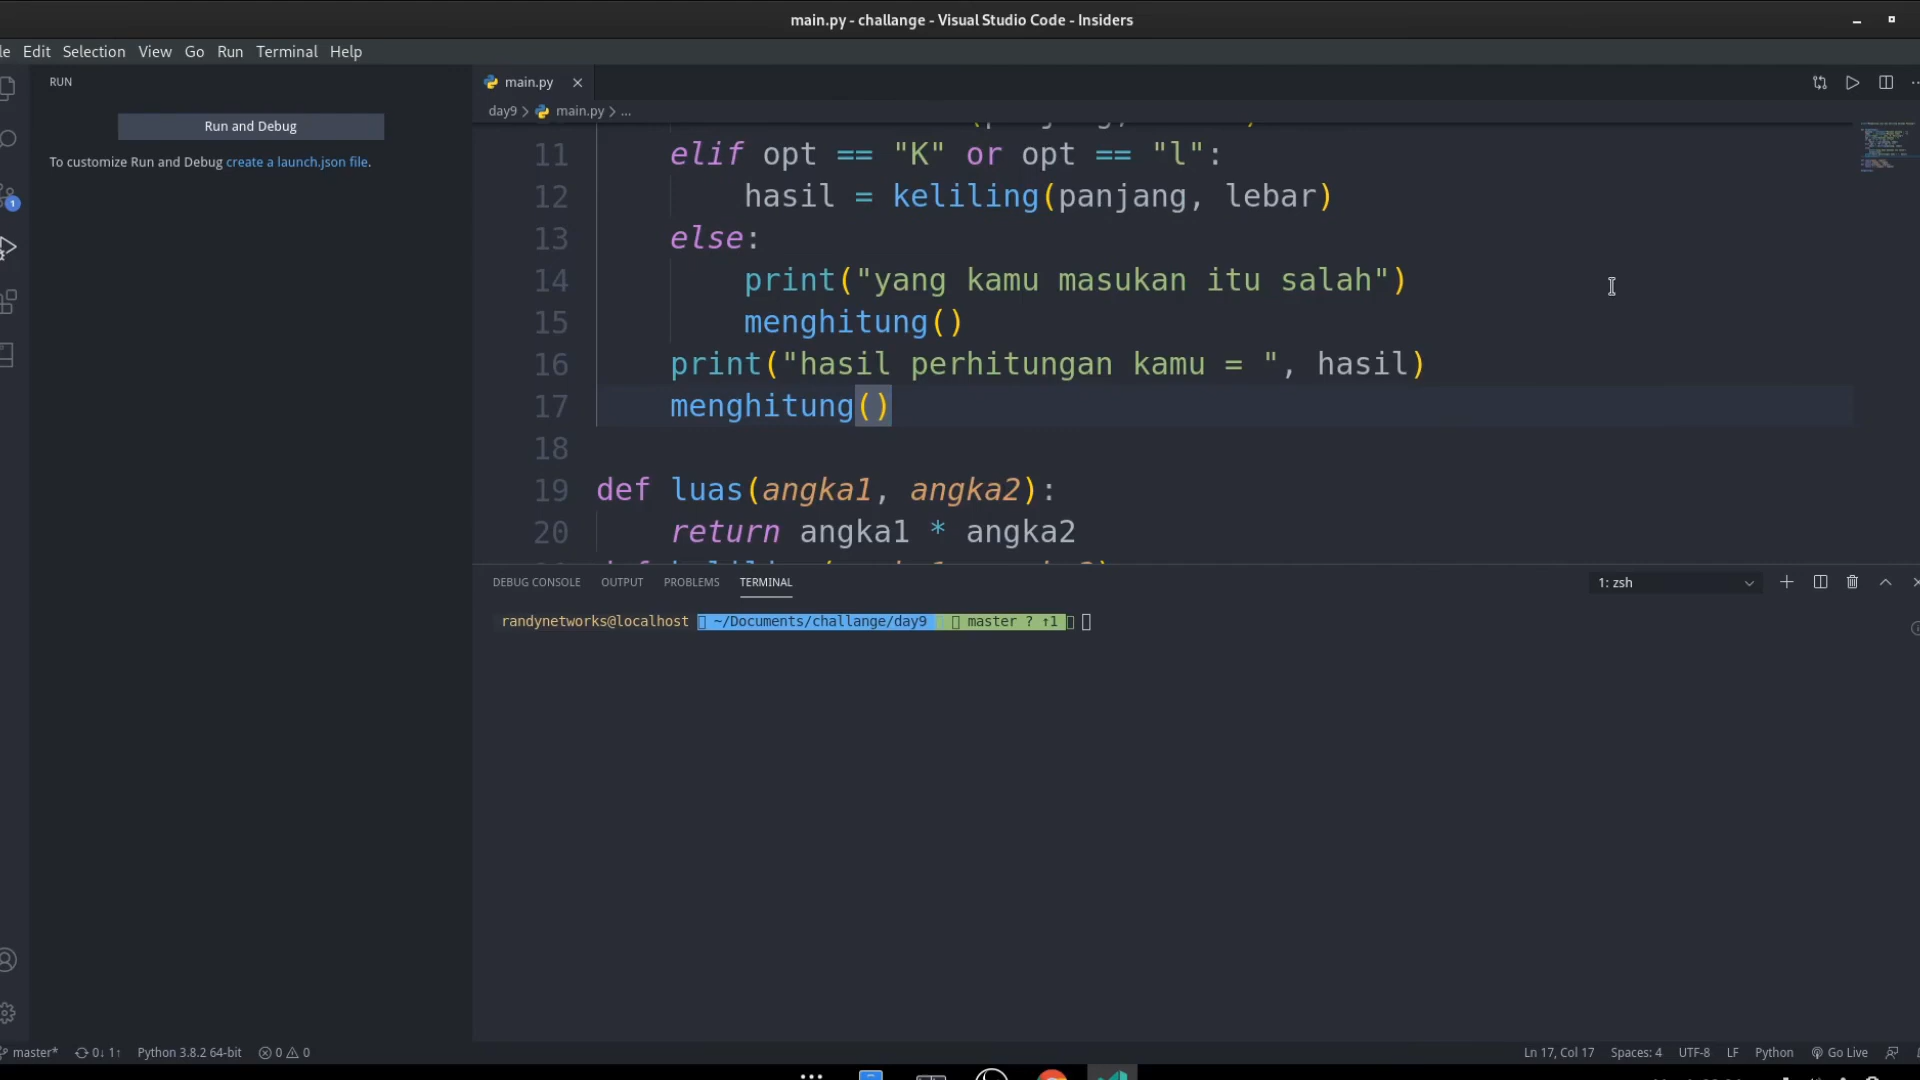 main.py - challange - Visual Studio Code - Insiders
le Edit Selection View Go Run Terminal Help
RUN
main.py
Run and Debug
day9 > main.py > ...
To customize Run and Debug create a launch.json file.
11 elif opt == "K" or opt == "l":
12 hasil = keliling(panjang, lebar)
13 else:
14 print("yang kamu masukan itu salah")
15 menghitung()
16 print("hasil perhitungan kamu = ", hasil)
17 menghitung()
18
19 def luas(angka1, angka2):
20 return angka1 * angka2
DEBUG CONSOLE OUTPUT PROBLEMS TERMINAL 1: zsh
randynetworks@localhost ~/Documents/challange/day9 master ? ↑1
1
master* 0↓ 1↑ Python 3.8.2 64-bit 0 0 Ln 17, Col 17 Spaces: 4 UTF-8 LF Python Go Live